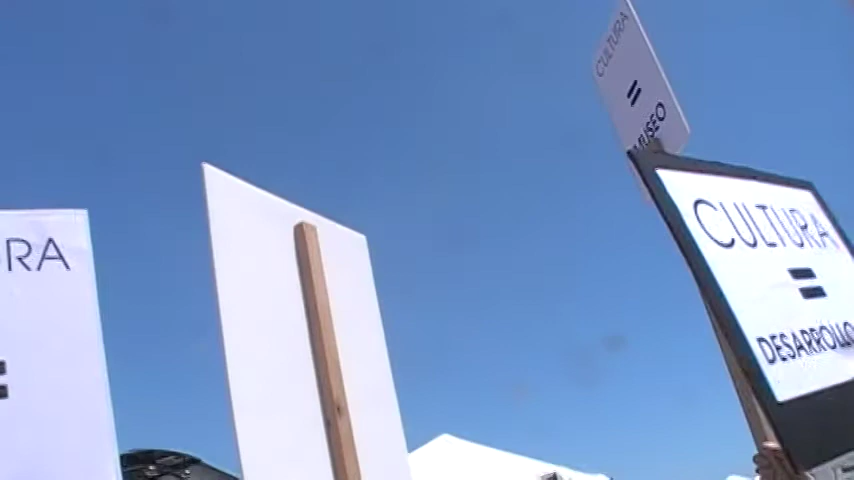 CULTURA
=
MUSEO
CULTURA
=
DESARROLLO
RA
=